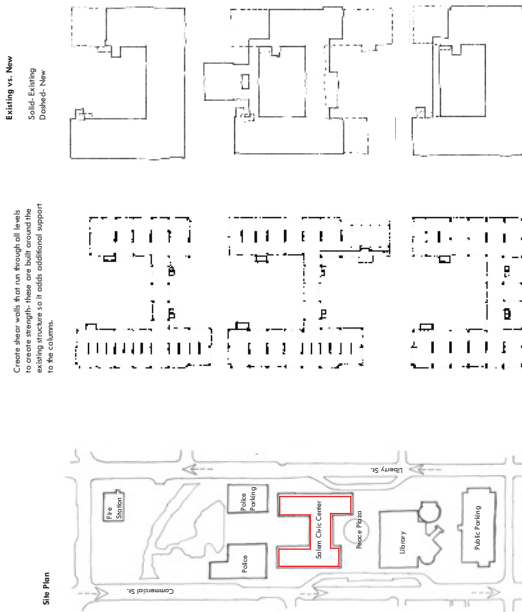 Existing vs. New
Solid- Existing
Dashed- New
Create shear walls that run through all levels
to create strength- these are built around the
existing structure so it adds additional support
to the columns.
Site Plan
Commercial St.
Liberty St.
Fire
Station
Police
Police
Parking
Salem Civic Center
Peace Plaza
Library
Public Parking